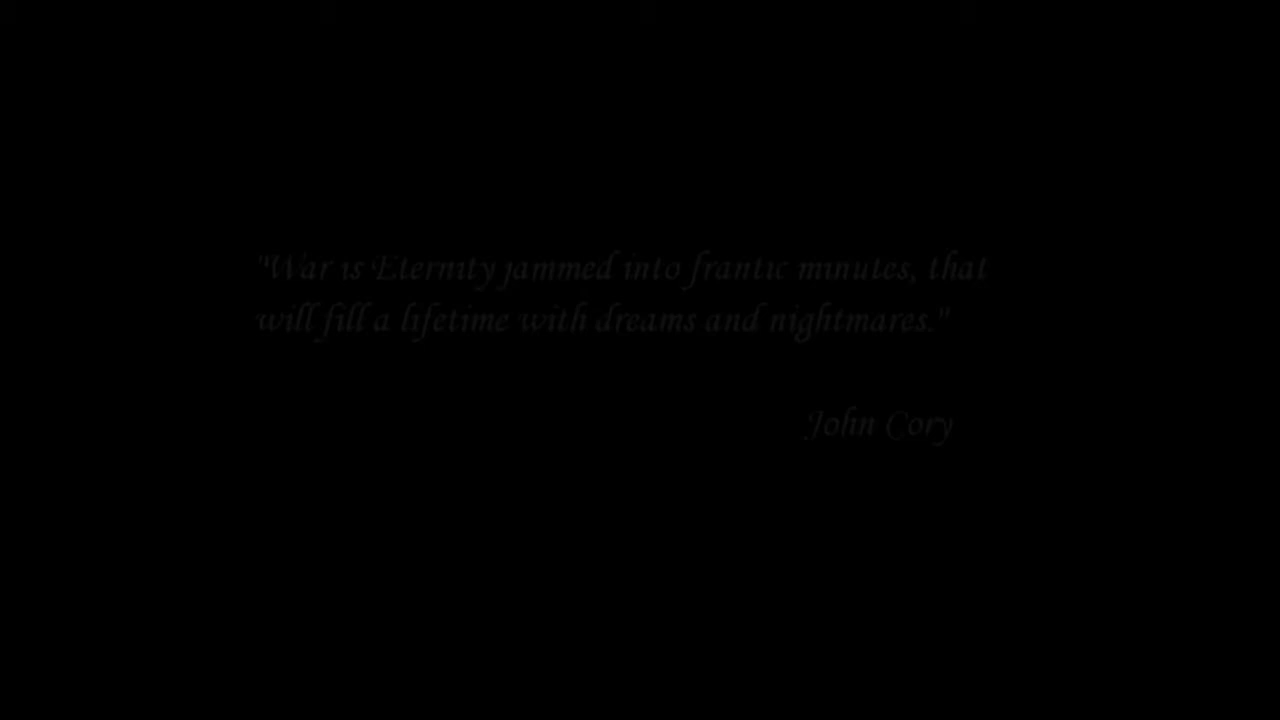 "War is Eternity jammed into frantic minutes, that
will fill a lifetime with dreams and nightmares."
John Cory